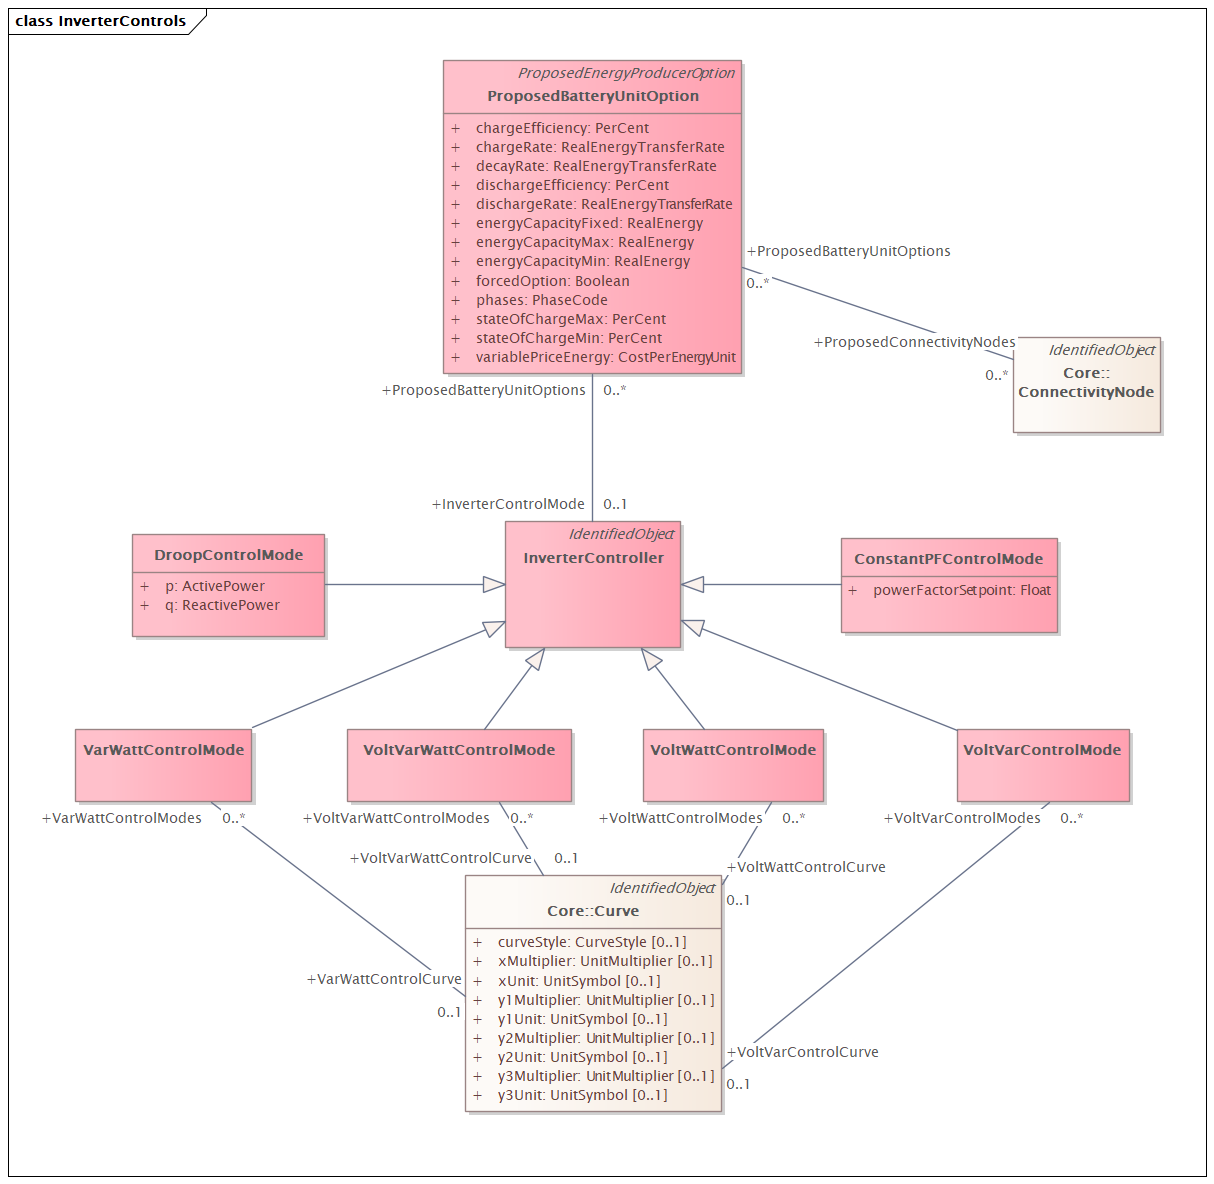 class InverterControls
ProposedEnergyProducerOption
ProposedBatteryUnitOption
+ chargeEfficiency: PerCent
+ chargeRate: RealEnergyTransferRate
+ decayRate: RealEnergyTransferRate
+ dischargeEfficiency: PerCent
+ dischargeRate: RealEnergyTransferRate
+ energyCapacityFixed: RealEnergy
+ energyCapacityMax: RealEnergy
+ energyCapacityMin: RealEnergy
+ forcedOption: Boolean
+ phases: PhaseCode
+ stateOfChargeMax: PerCent
+ stateOfChargeMin: PerCent
+ variablePriceEnergy: CostPerEnergyUnit
+ProposedBatteryUnitOptions
0..*
+ProposedConnectivityNodes
0..*
IdentifiedObject
Core::
ConnectivityNode
+ProposedBatteryUnitOptions 0..*
+InverterControlMode 0..1
IdentifiedObject
InverterController
DroopControlMode
+ p: ActivePower
+ q: ReactivePower
ConstantPFControlMode
+ powerFactorSetpoint: Float
VarWattControlMode
VoltVarWattControlMode
VoltWattControlMode
VoltVarControlMode
+VarWattControlModes 0..*
+VoltVarWattControlModes 0..*
+VoltWattControlModes 0..*
+VoltVarControlModes 0..*
+VoltVarWattControlCurve 0..1
+VoltWattControlCurve
0..1
+VarWattControlCurve
0..1
+VoltVarControlCurve
0..1
IdentifiedObject
Core::Curve
+ curveStyle: CurveStyle [0..1]
+ xMultiplier: UnitMultiplier [0..1]
+ xUnit: UnitSymbol [0..1]
+ y1Multiplier: UnitMultiplier [0..1]
+ y1Unit: UnitSymbol [0..1]
+ y2Multiplier: UnitMultiplier [0..1]
+ y2Unit: UnitSymbol [0..1]
+ y3Multiplier: UnitMultiplier [0..1]
+ y3Unit: UnitSymbol [0..1]